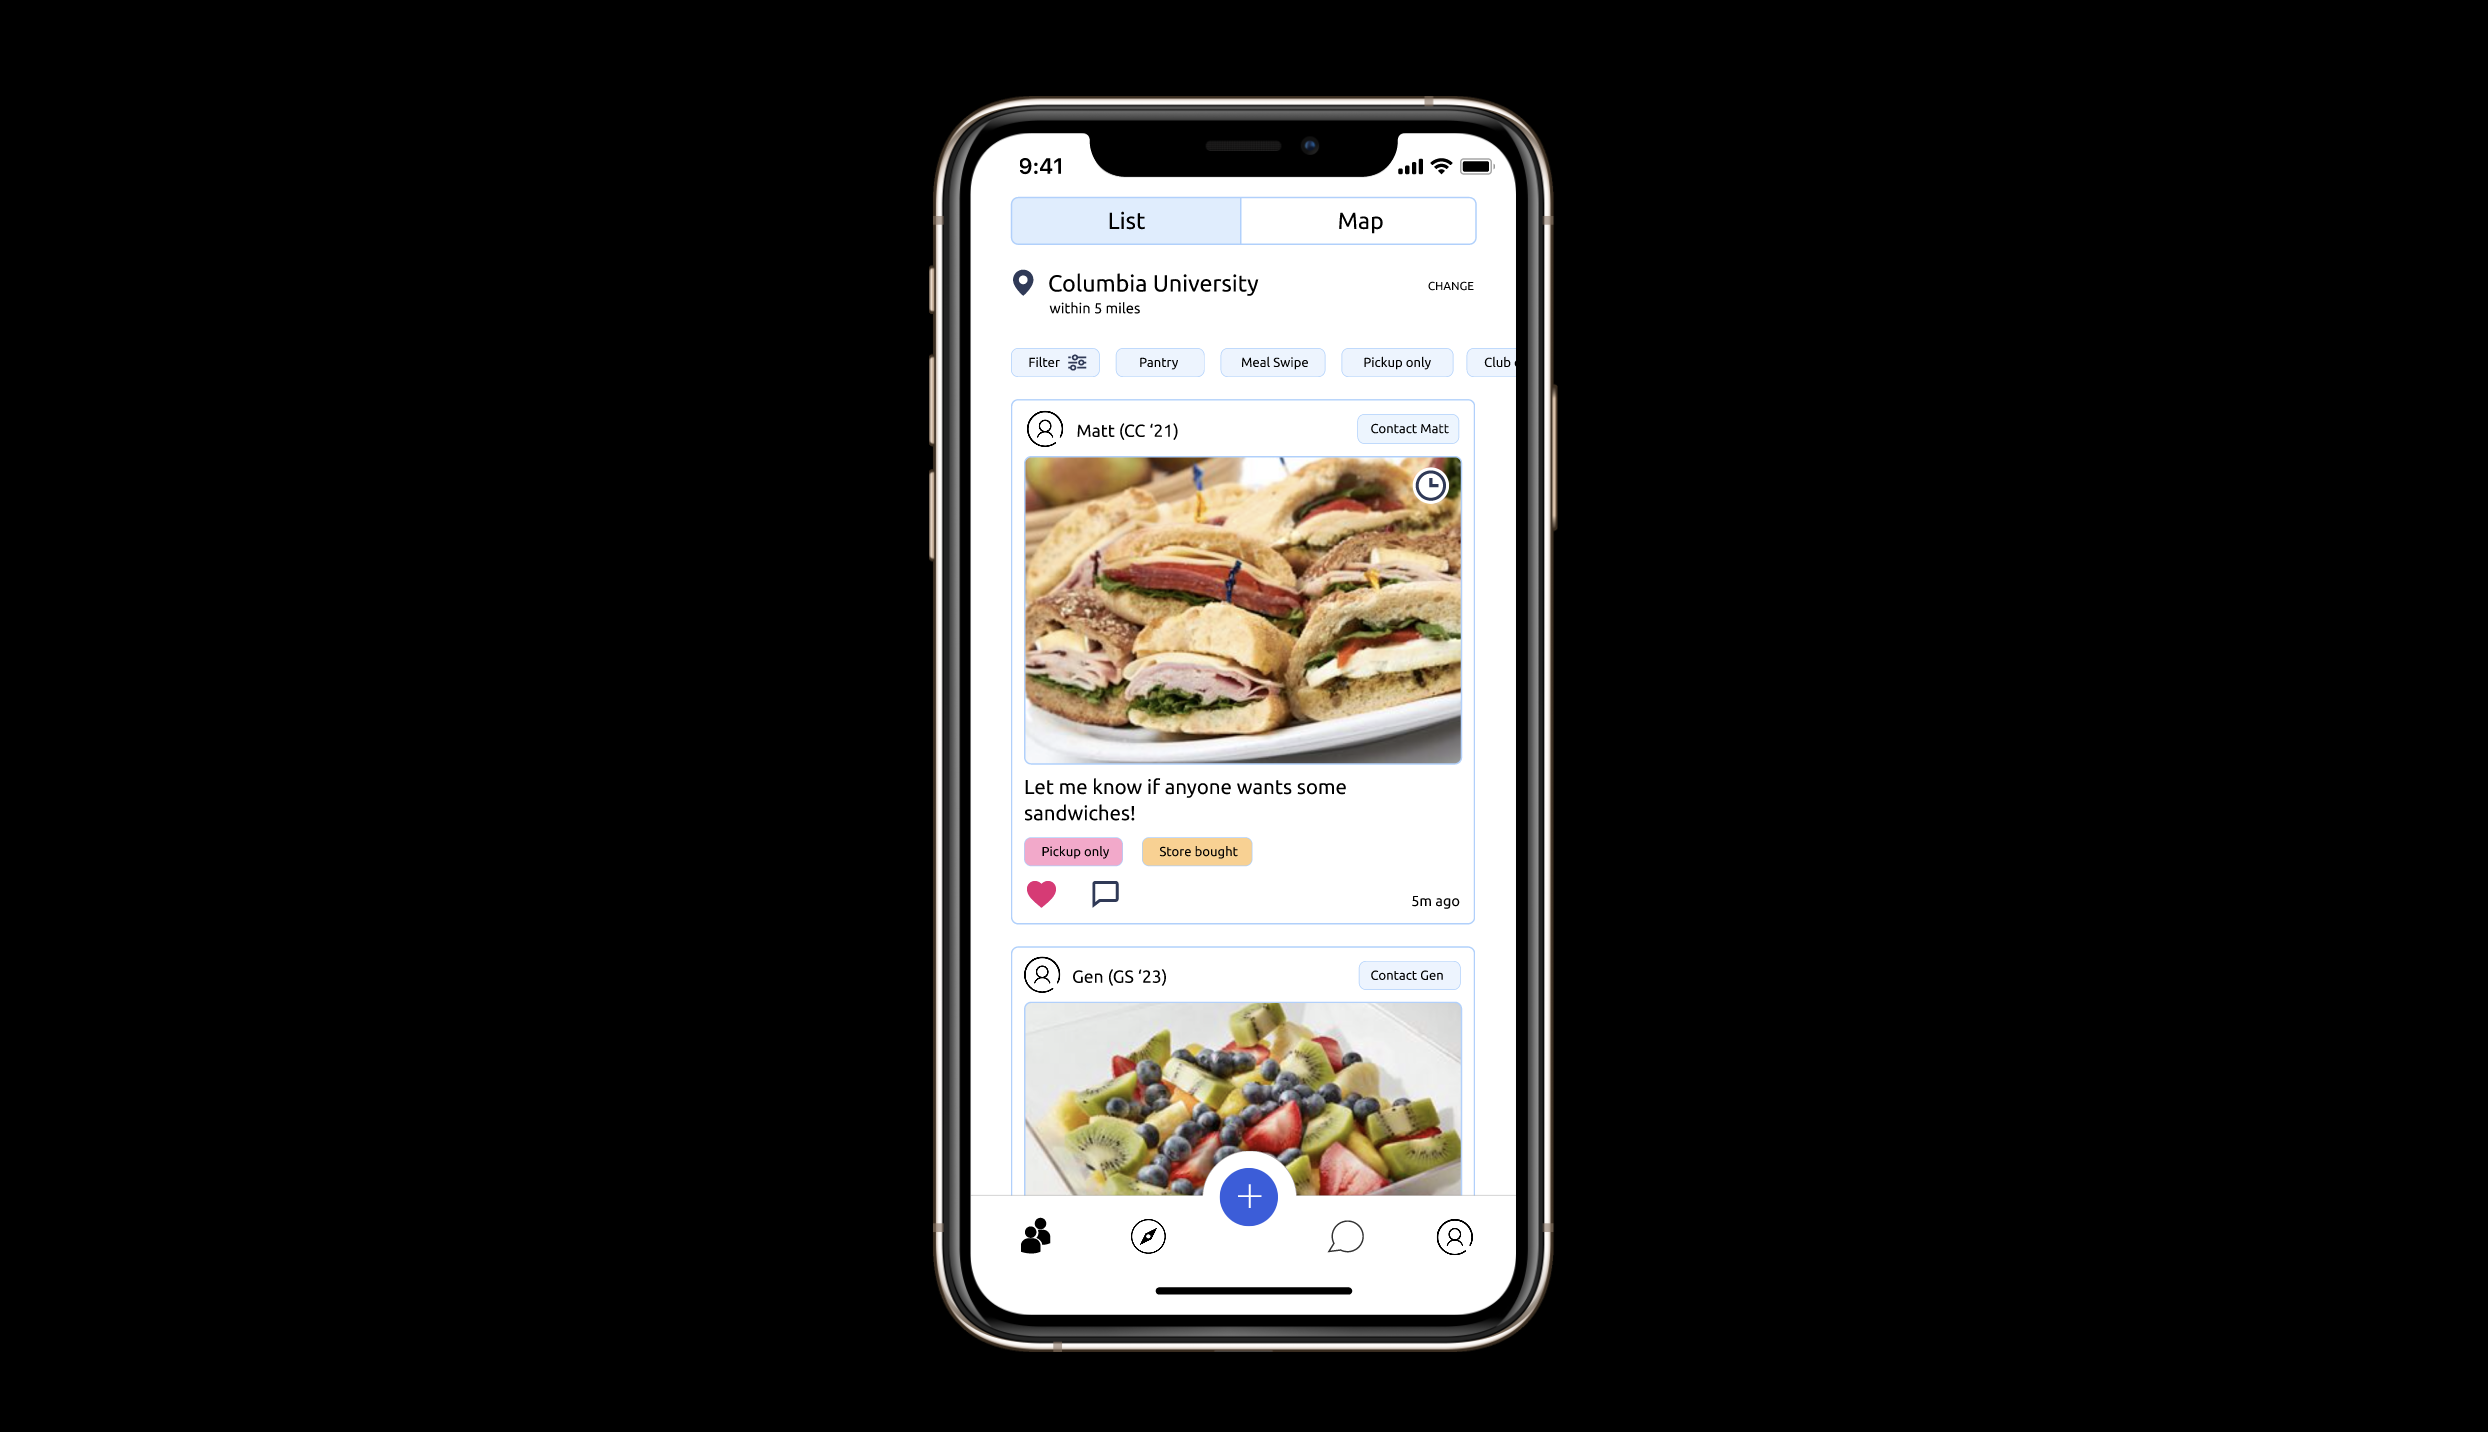 9:41
List
Map
Columbia University
CHANGE
within 5 miles
Filter
Pantry
Meal Swipe
Pickup only
Club
Matt (CC ‘21)
Contact Matt
Let me know if anyone wants some
sandwiches!
Pickup only
Store bought
5m ago
Gen (GS ‘23)
Contact Gen